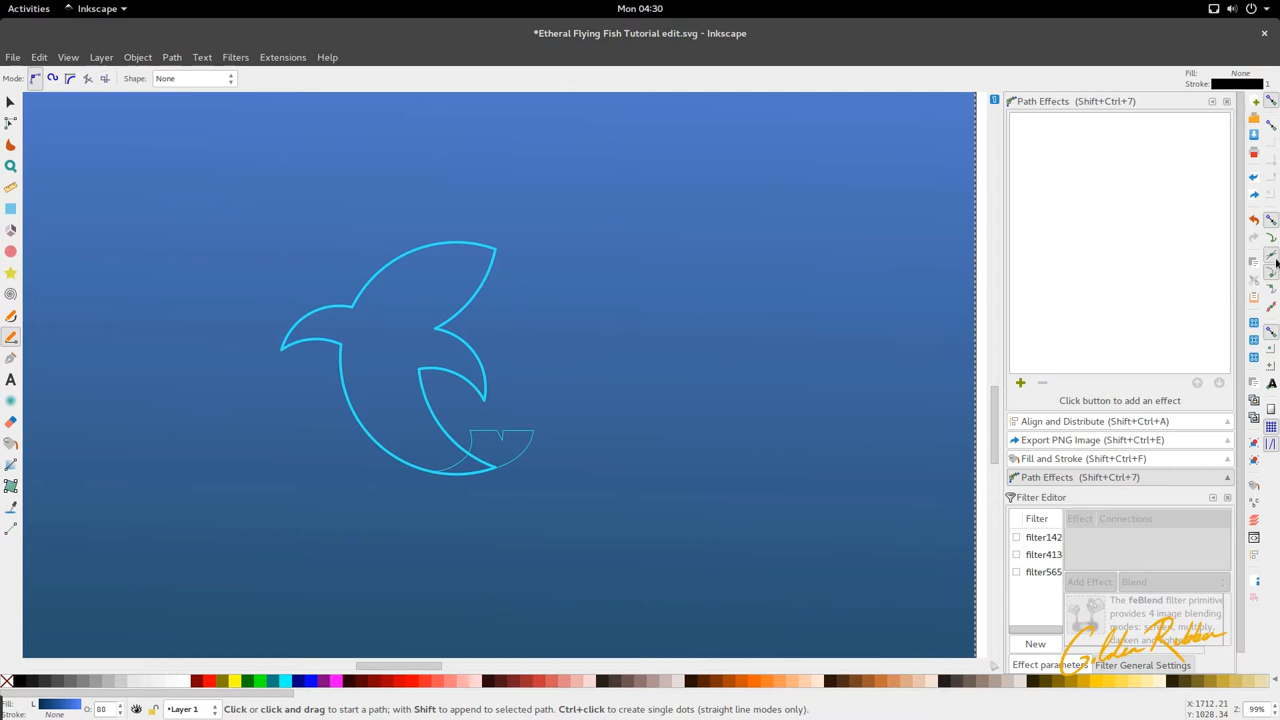 Activities
Inkscape
Mon 04:30
*Etheral Flying Fish Tutorial edit.svg - Inkscape
File Edit View Layer Object Path Text Filters Extensions Help
Mode:
Shape: None
Fill: None
Stroke: 1
Path Effects (Shift+Ctrl+7)
Click button to add an effect
Align and Distribute (Shift+Ctrl+A)
Export PNG Image (Shift+Ctrl+E)
Fill and Stroke (Shift+Ctrl+F)
Path Effects (Shift+Ctrl+7)
Filter Editor
Filter Effect Connections
filter142
filter413
filter565
Add Effect: Blend
The feBlend filter primitive
provides 4 image blending
modes: screen, multiply,
darken and
New
Golden Ribbon
Effect parameters Filter General Settings
Fill:
Stroke: None
L
O: 88
•Layer 1
Click or click and drag to start a path; with Shift to append to selected path. Ctrl+click to create single dots (straight line modes only).
X:1712.21
Y:1028.34
Z: 99%